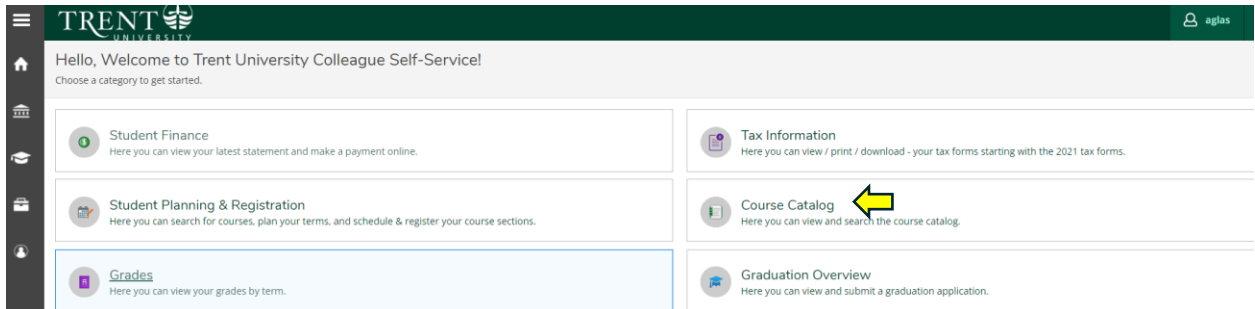 TRENT
UNIVERSITY
aglas
Hello, Welcome to Trent University Colleague Self-Service!
Choose a category to get started.
Student Finance
Here you can view your latest statement and make a payment online.
Tax Information
Here you can view / print / download - your tax forms starting with the 2021 tax forms.
Student Planning & Registration
Here you can search for courses, plan your terms, and schedule & register your course sections.
Course Catalog
Here you can view and search the course catalog.
Grades
Here you can view your grades by term.
Graduation Overview
Here you can view and submit a graduation application.